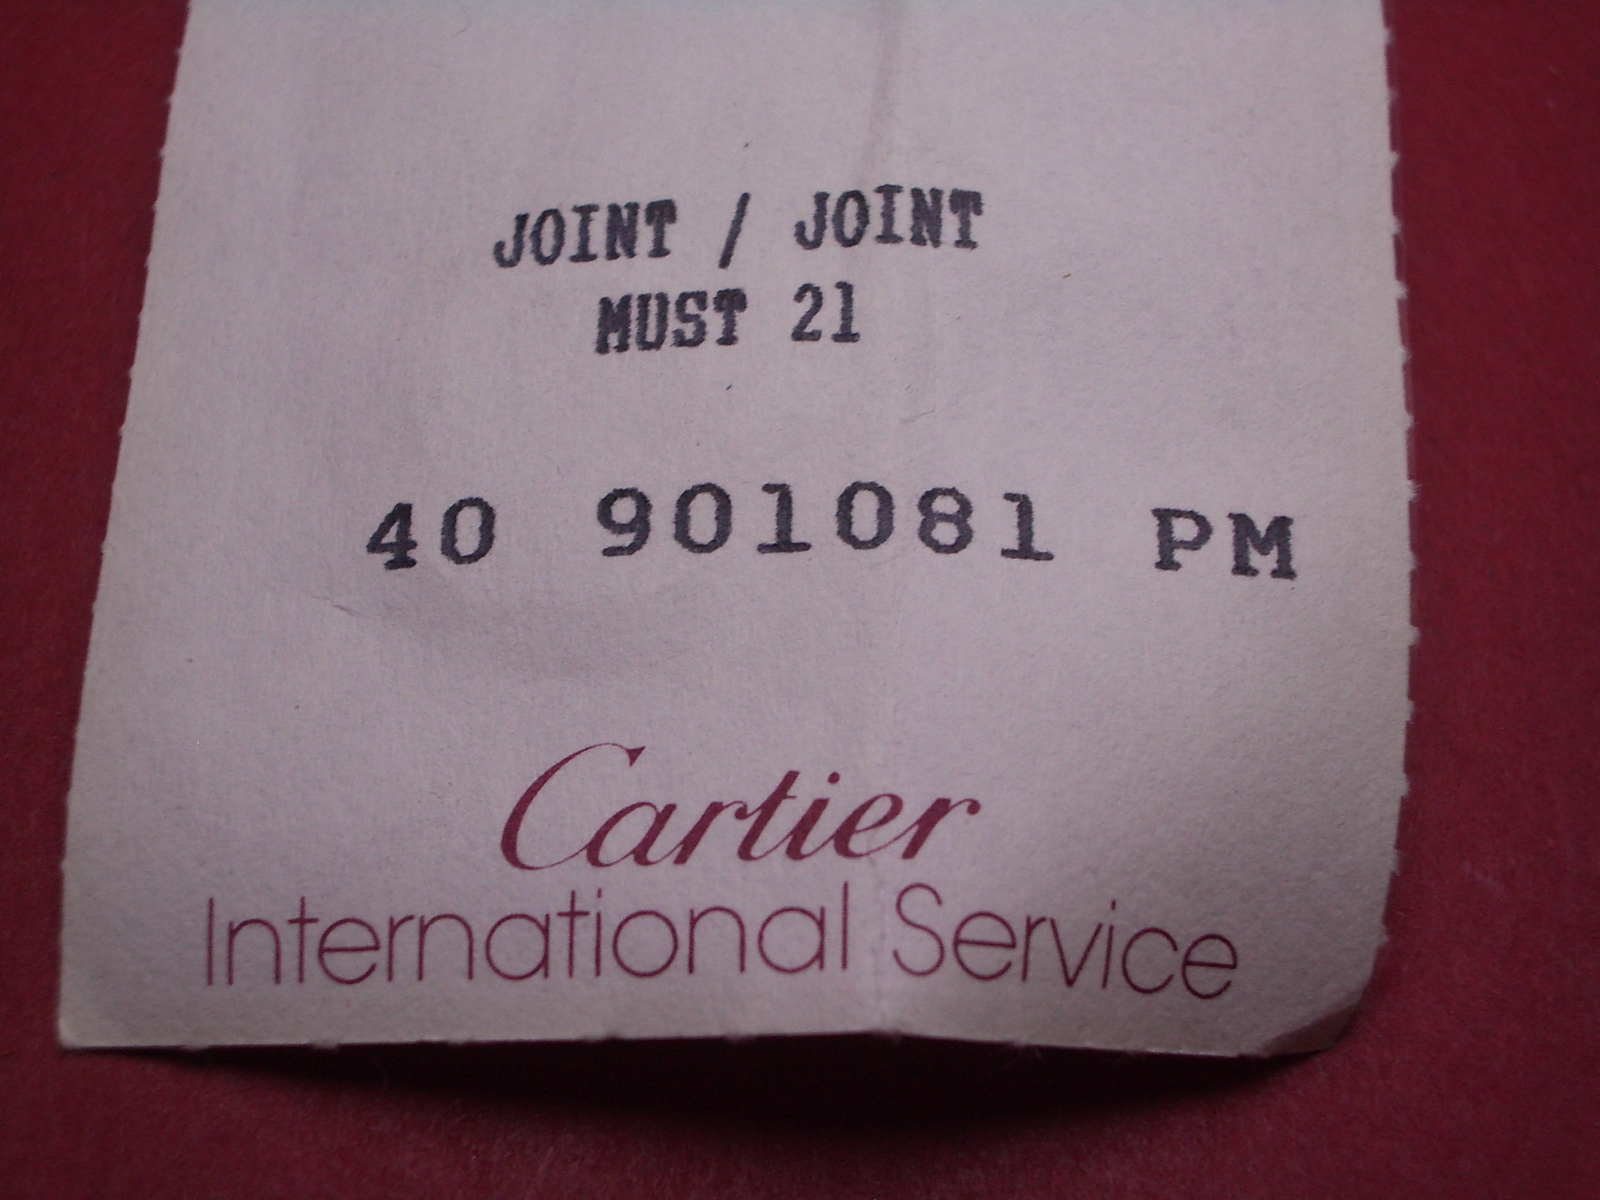 JOINT / JOINT
MUST 21
40 901081 PM
Cartier
International Service